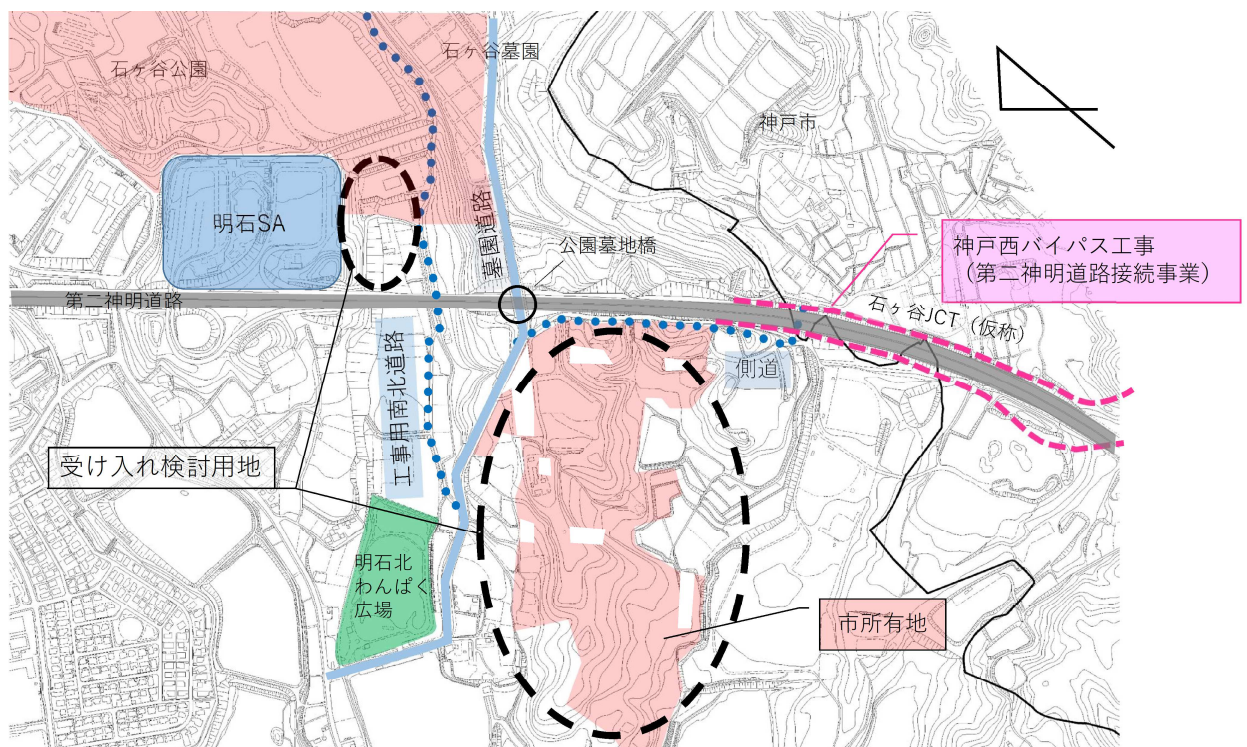 石ヶ谷公園
石ケ谷墓園
神戸市
明石SA
墓園道路
公園墓地橋
神戸西バイパス工事
（第二神明道路接続事業）
第二神明道路
石ヶ谷JCT（仮称）
工事用南北道路
側道
受け入れ検討用地
明石北
わんぱく
広場
市所有地